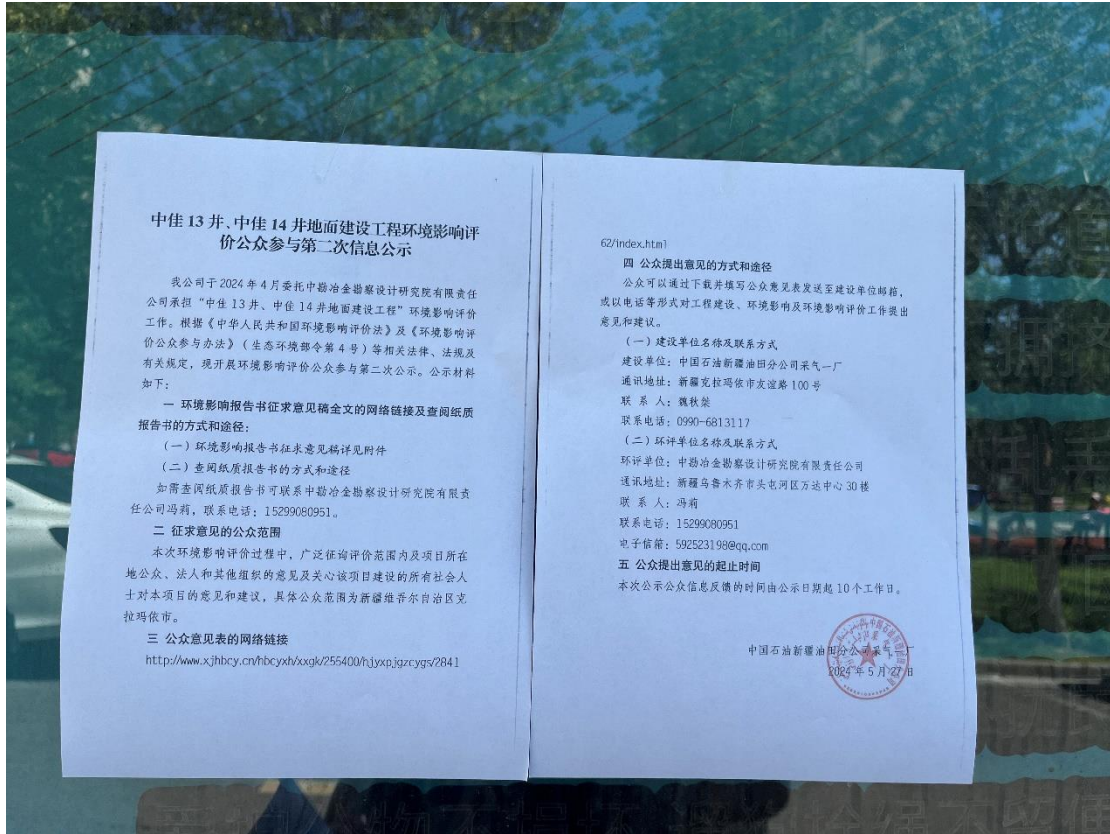 中佳 13 井、中佳 14 井地面建设工程环境影响评
价公众参与第二次信息公示
我公司于 2024 年 4 月委托中勘冶金勘察设计研究院有限责任
公司承担“中佳 13 井、中佳 14 井地面建设工程”环境影响评价
工作。根据《中华人民共和国环境影响评价法》及《环境影响评
价公众参与办法》（生态环境部令第 4 号）等相关法律、法规及
有关规定，现开展环境影响评价公众参与第二次公示。公示材料
如下：
一 环境影响报告书征求意见稿全文的网络链接及查阅纸质
报告书的方式和途径：
（一）环境影响报告书征求意见稿详见附件
（二）查阅纸质报告书的方式和途径
如需查阅纸质报告书可联系中勘冶金勘察设计研究院有限责
任公司冯莉，联系电话：15299080951。
二 征求意见的公众范围
本次环境影响评价过程中，广泛征询评价范围内及项目所在
地公众、法人和其他组织的意见及关心该项目建设的所有社会人
士对本项目的意见和建议，具体公众范围为新疆维吾尔自治区克
拉玛依市。
三 公众意见表的网络链接
http://www.xjhbcy.cn/hbcyxh/xxgk/255400/hjyxpjgzcygs/2841
62/index.html
四 公众提出意见的方式和途径
公众可以通过下载并填写公众意见表发送至建设单位邮箱，
或以电话等形式对工程建设、环境影响及环境影响评价工作提出
意见和建议。
（一）建设单位名称及联系方式
建设单位：中国石油新疆油田分公司采气一厂
通讯地址：新疆克拉玛依市友谊路 100 号
联 系 人：魏秋燊
联系电话：0990-6813117
（二）环评单位名称及联系方式
环评单位：中勘冶金勘察设计研究院有限责任公司
通讯地址：新疆乌鲁木齐市头屯河区万达中心 30 楼
联 系 人：冯莉
联系电话：15299080951
电子信箱：592523198@qq.com
五 公众提出意见的起止时间
本次公示公众信息反馈的时间由公示日期起 10 个工作日。
中国石油新疆油田分公司采气一厂
2024 年 5 月 27 日